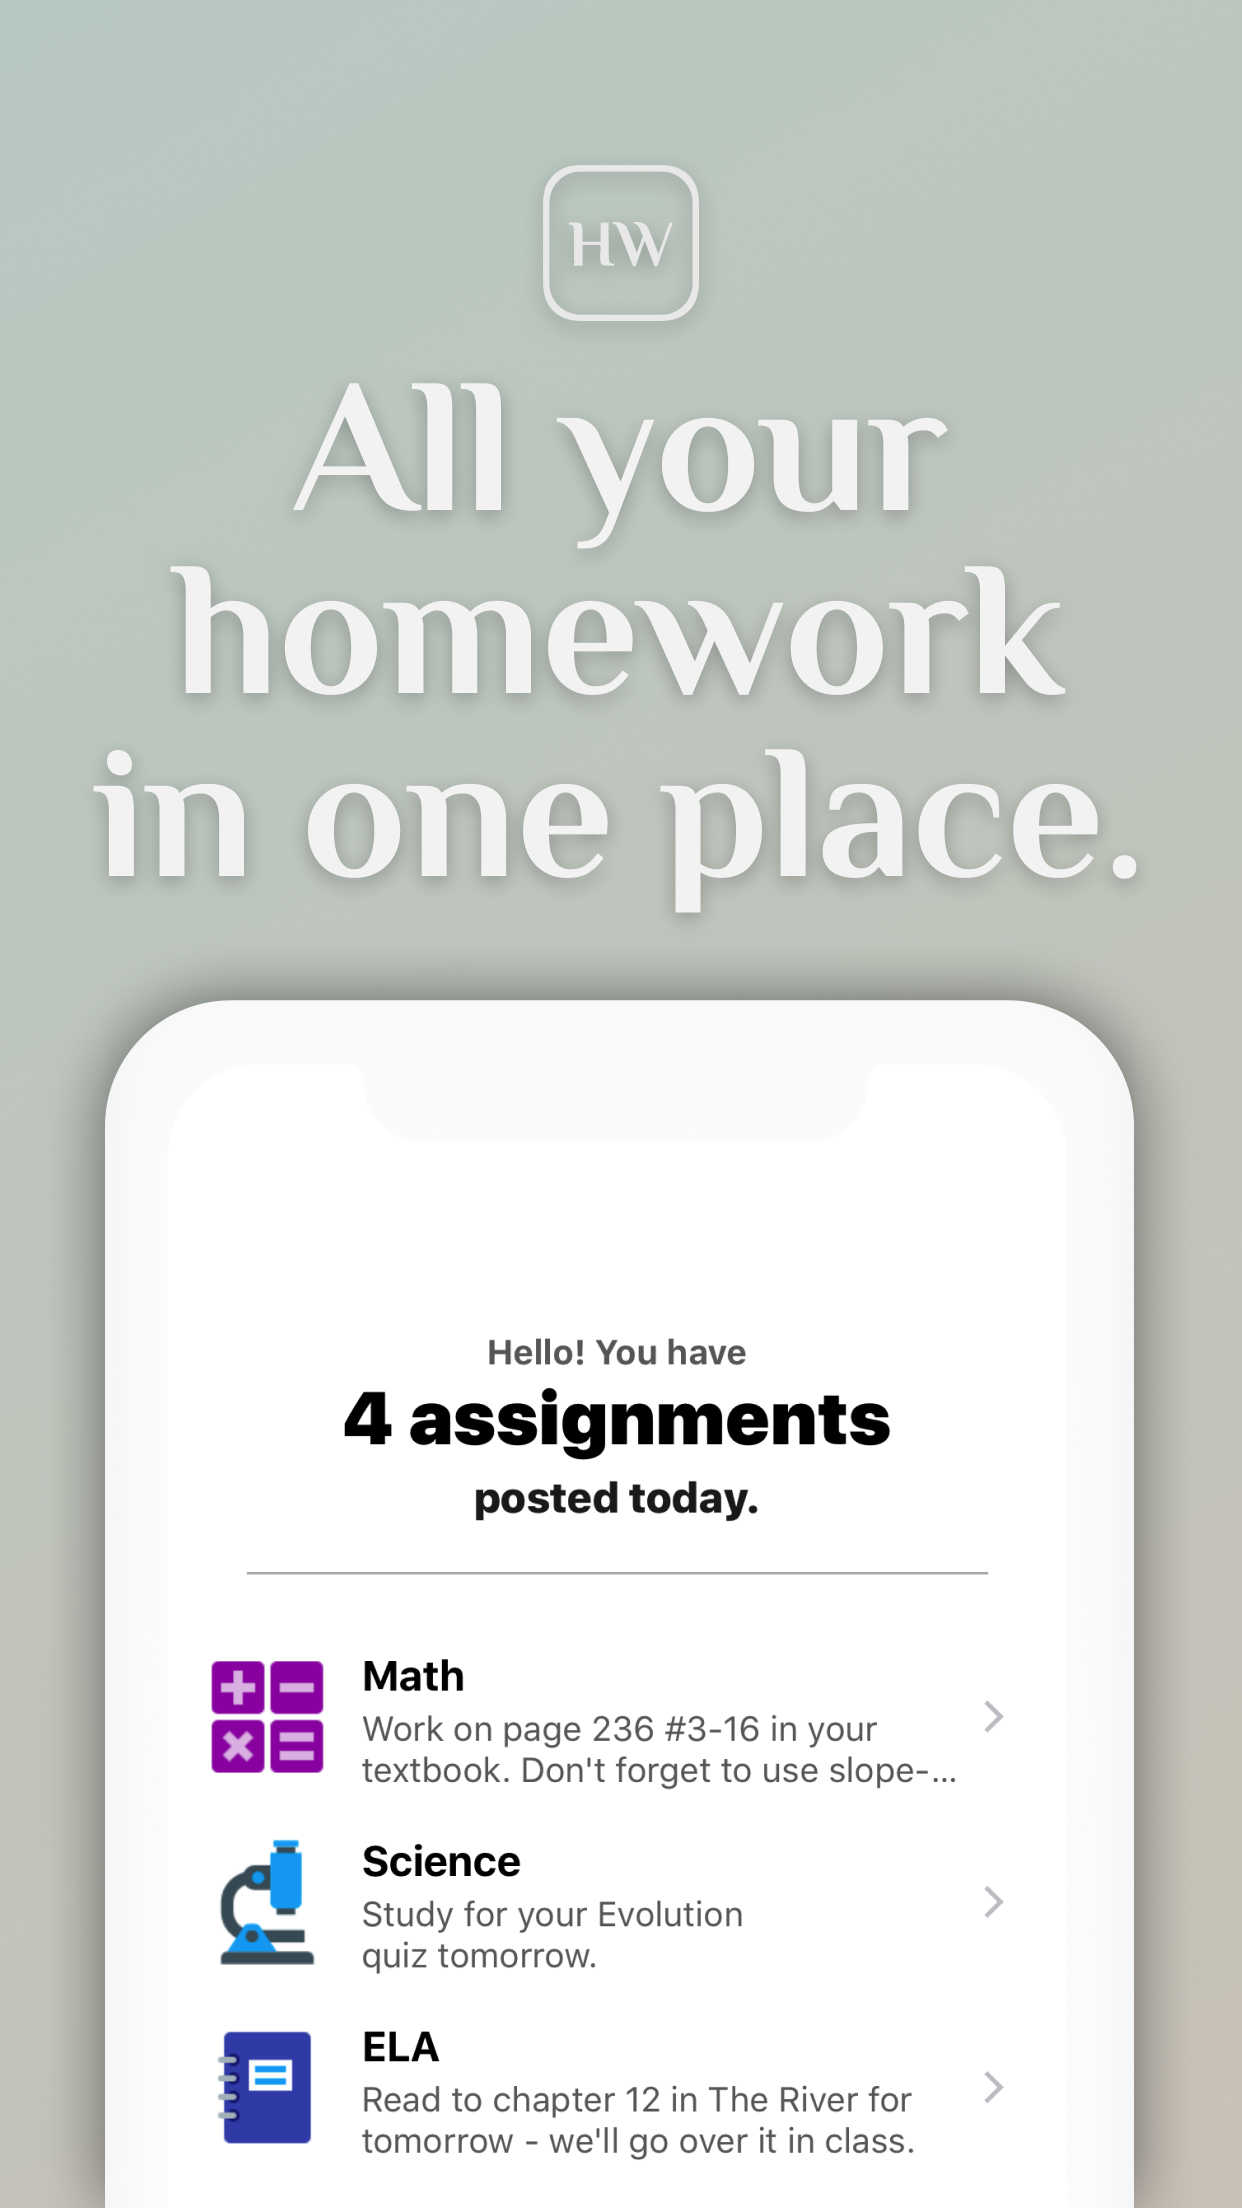 HW
All your
homework
in one place.
Hello! You have
4 assignments
posted today.
Math
Work on page 236 #3-16 in your
textbook. Don't forget to use slope-...
Science
Study for your Evolution
quiz tomorrow.
ELA
Read to chapter 12 in The River for
tomorrow - we'll go over it in class.